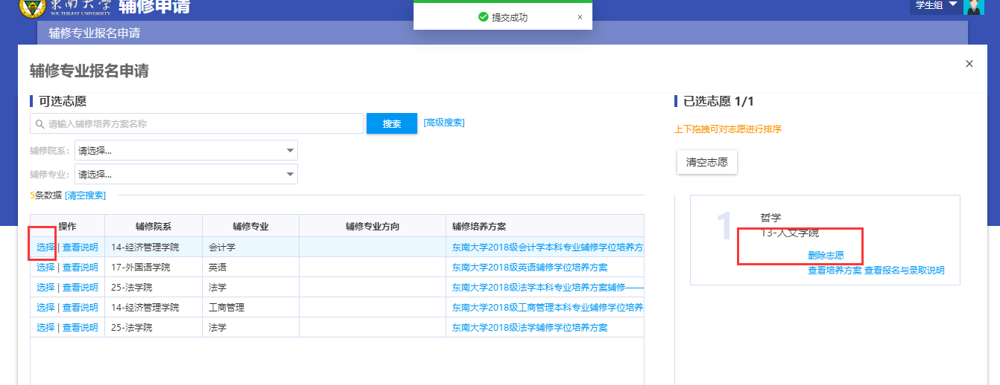 東南大學 辅修申请
SOUTHEAST UNIVERSITY
提交成功 ×
学生组
辅修专业报名申请
辅修专业报名申请 ×
可选志愿
请输入辅修培养方案名称 搜索 [高级搜索]
辅修院系： 请选择...
辅修专业： 请选择...
5条数据 [清空搜索]
操作 辅修院系 辅修专业 辅修专业方向 辅修培养方案
选择 | 查看说明 14-经济管理学院 会计学 东南大学2018级会计学本科专业辅修学位培养方
选择 | 查看说明 17-外国语学院 英语 东南大学2018级英语辅修学位培养方案
选择 | 查看说明 25-法学院 法学 东南大学2018级法学本科专业培养方案辅修——
选择 | 查看说明 14-经济管理学院 工商管理 东南大学2018级工商管理本科专业辅修学位培养
选择 | 查看说明 25-法学院 法学 东南大学2018级法学辅修学位培养方案
已选志愿 1/1
上下拖拽可对志愿进行排序
清空志愿
1 哲学
13-人文学院
删除志愿
查看培养方案 查看报名与录取说明